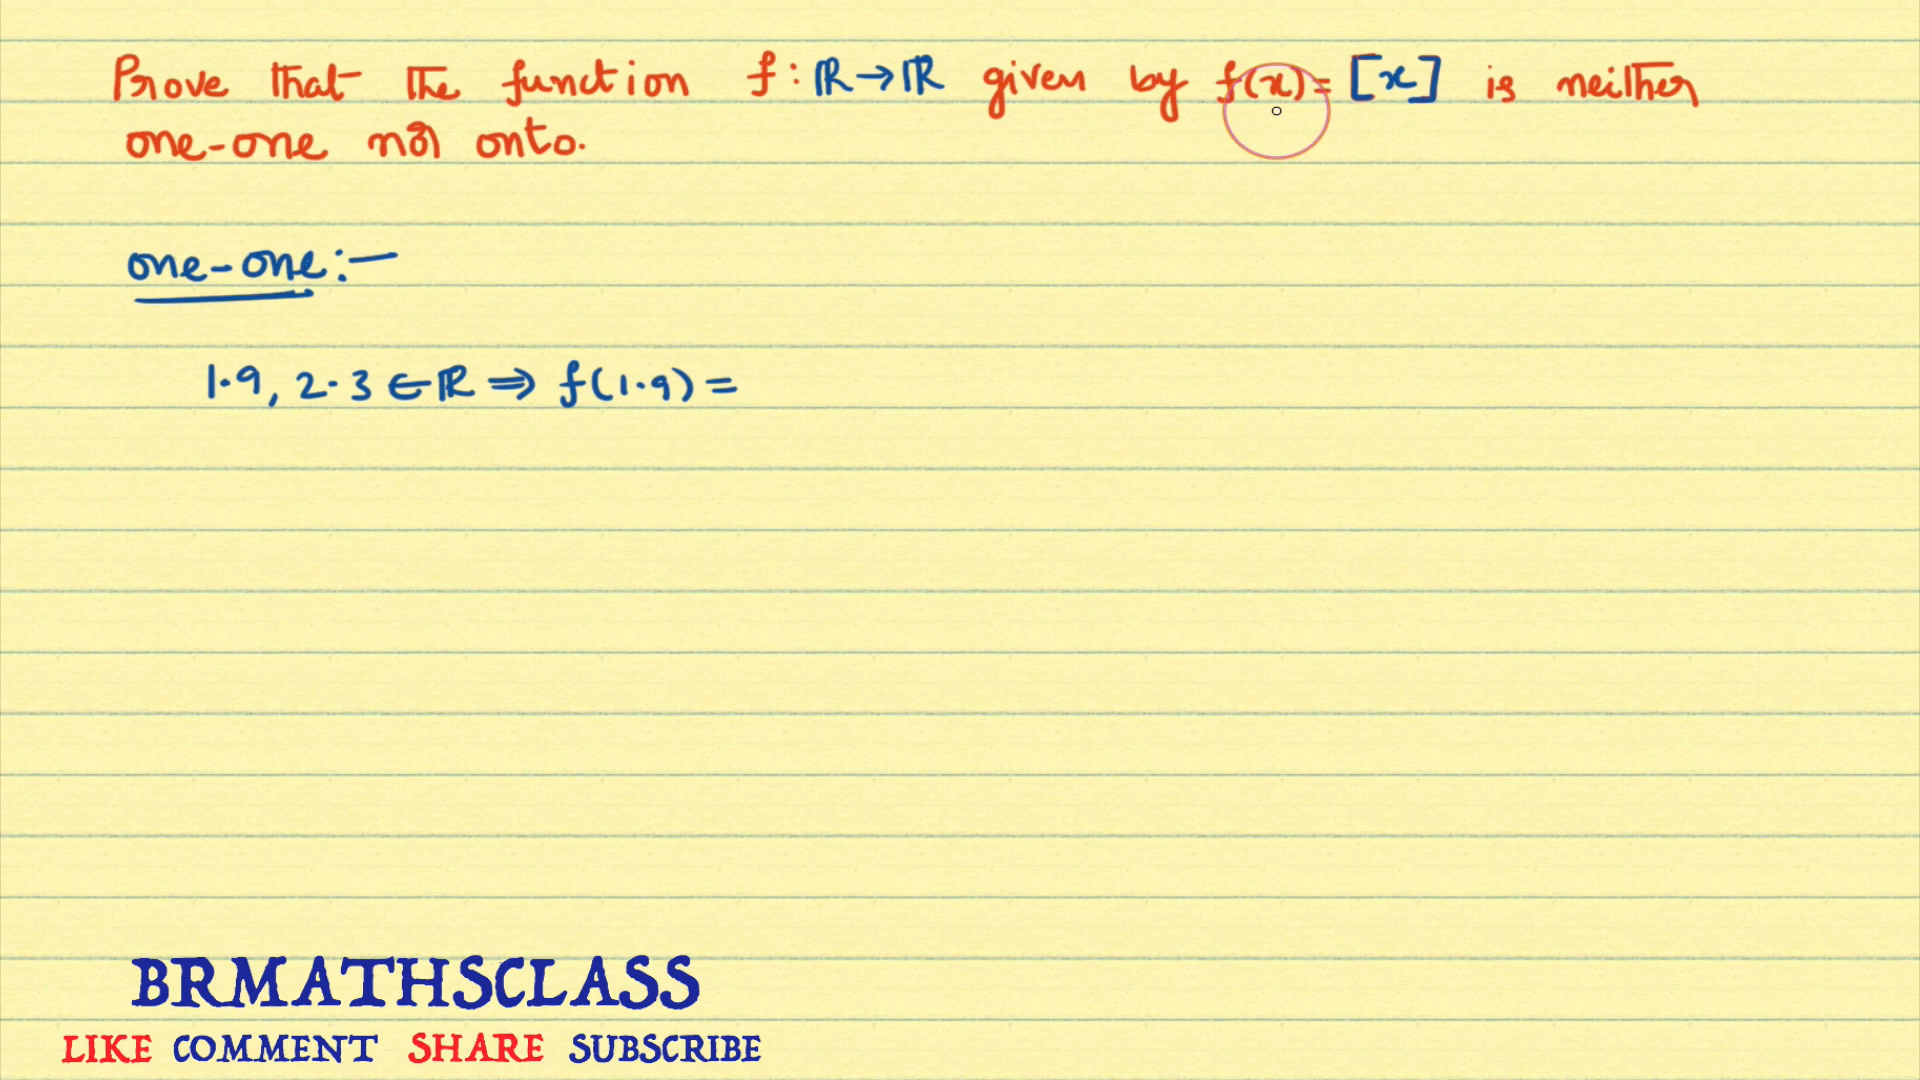 Prove that the function f : ℝ → ℝ given by f(x) = [x] is neither
one-one nor onto.
one-one :-
1.9, 2.3 ∈ ℝ ⇒ f(1.9) =
BRMATHSCLASS
LIKE COMMENT SHARE SUBSCRIBE